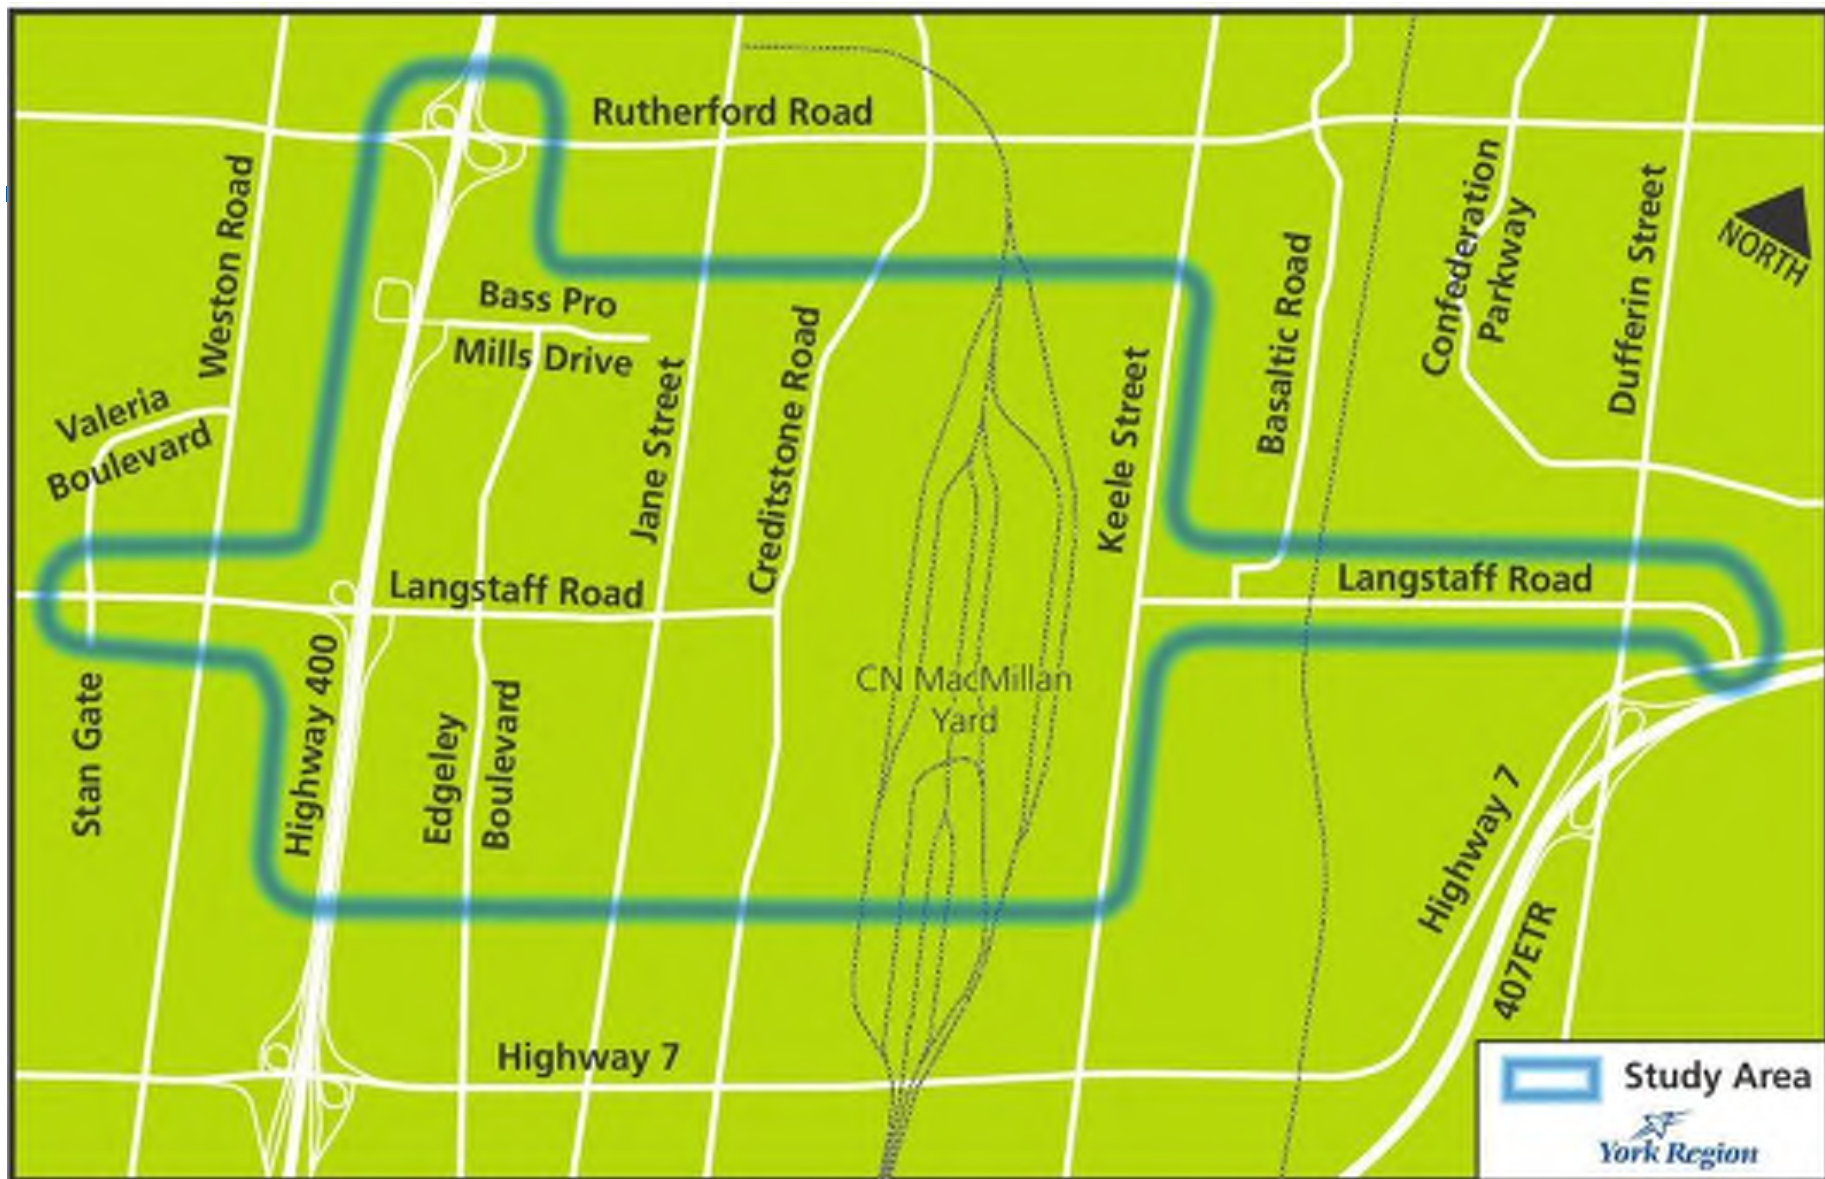 Rutherford Road
Weston Road
Bass Pro
Mills Drive
Valeria
Boulevard
Jane Street
Creditstone Road
Keele Street
Basaltic Road
Confederation
Parkway
Dufferin Street
NORTH
Langstaff Road
Langstaff Road
Stan Gate
Highway 400
Edgeley
Boulevard
CN MacMillan
Yard
Highway 7
407ETR
Highway 7
Study Area
York Region